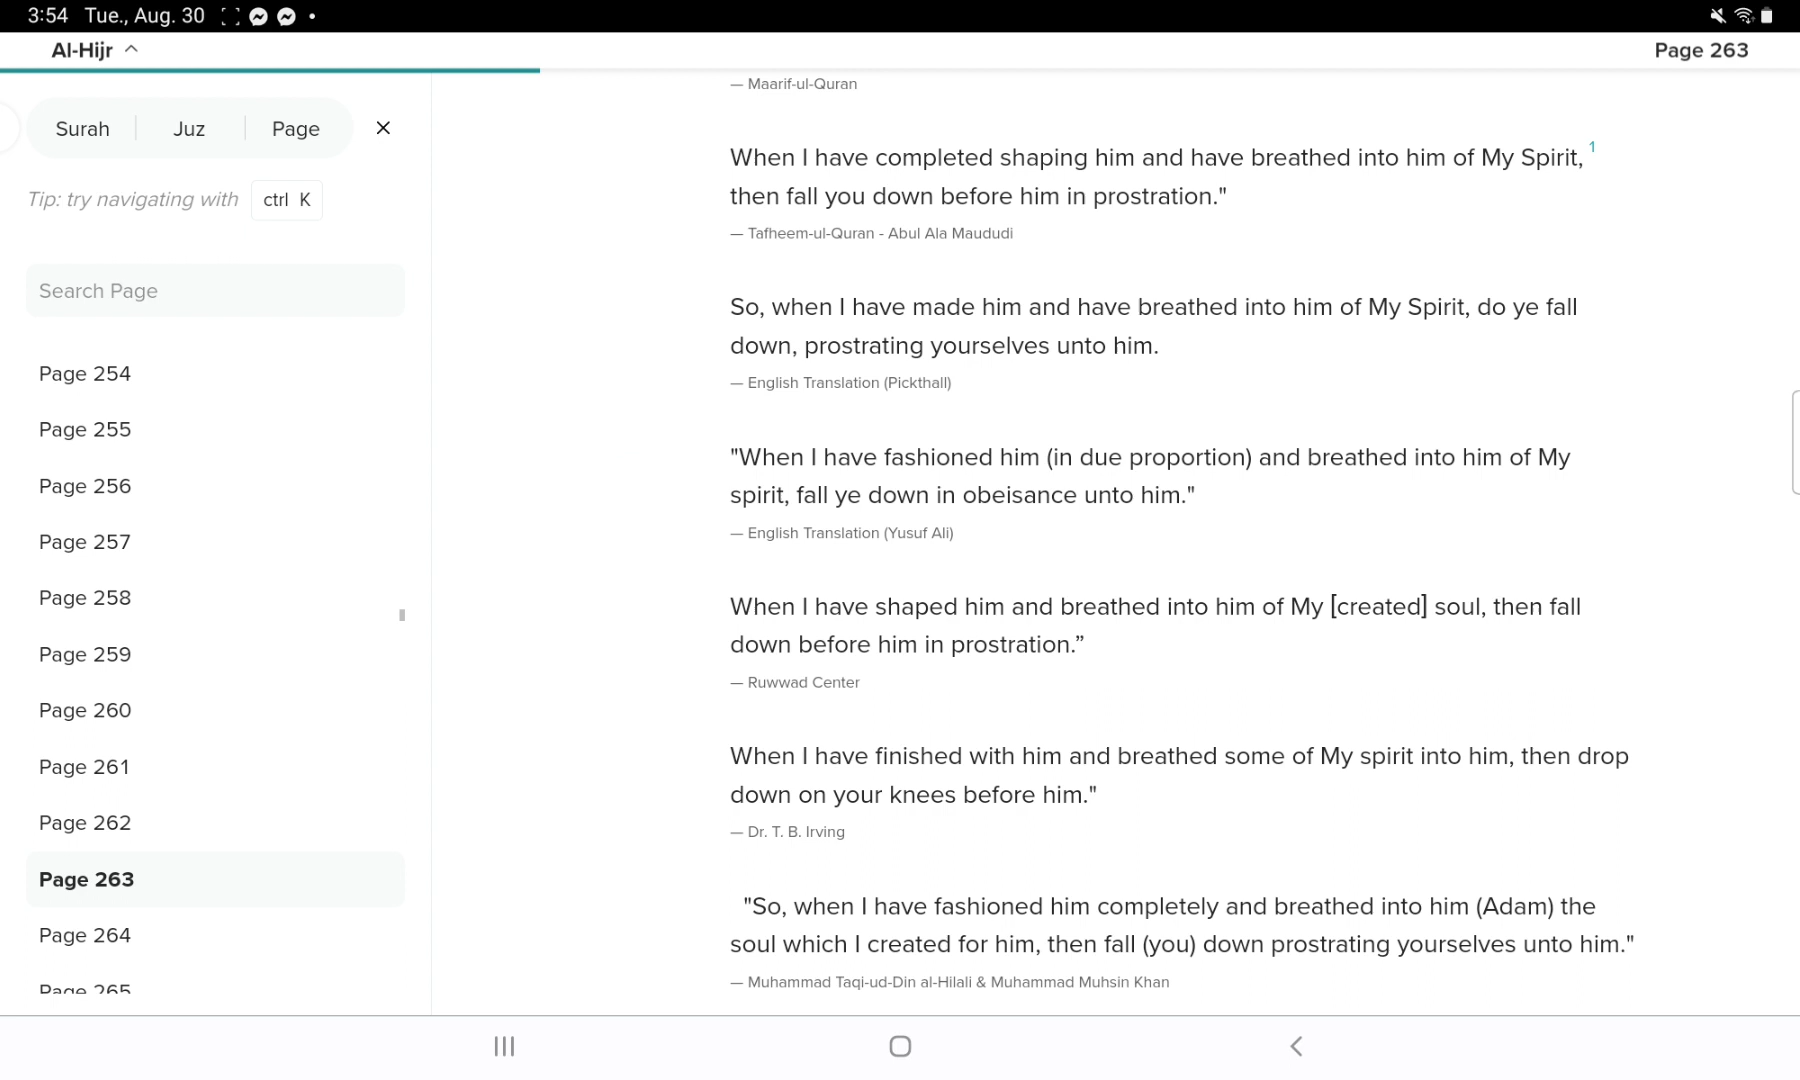 3:54 Tue., Aug. 30
Al-Hijr
Page 263
Surah Juz Page
Tip: try navigating with ctrl K
Search Page
Page 254
Page 255
Page 256
Page 257
Page 258
Page 259
Page 260
Page 261
Page 262
Page 263
Page 264
Page 265
— Maarif-ul-Quran
When I have completed shaping him and have breathed into him of My Spirit, 1
then fall you down before him in prostration."
— Tafheem-ul-Quran - Abul Ala Maududi
So, when I have made him and have breathed into him of My Spirit, do ye fall
down, prostrating yourselves unto him.
— English Translation (Pickthall)
"When I have fashioned him (in due proportion) and breathed into him of My
spirit, fall ye down in obeisance unto him."
— English Translation (Yusuf Ali)
When I have shaped him and breathed into him of My [created] soul, then fall
down before him in prostration.”
— Ruwwad Center
When I have finished with him and breathed some of My spirit into him, then drop
down on your knees before him."
— Dr. T. B. Irving
"So, when I have fashioned him completely and breathed into him (Adam) the
soul which I created for him, then fall (you) down prostrating yourselves unto him."
— Muhammad Taqi-ud-Din al-Hilali & Muhammad Muhsin Khan